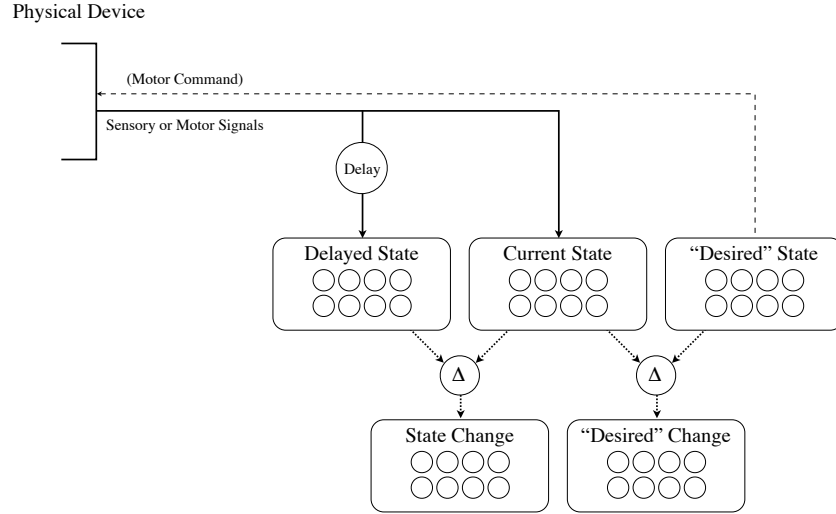 Physical Device
(Motor Command)
Sensory or Motor Signals
Delay
Delayed State
Current State
“Desired” State
Δ
Δ
State Change
“Desired” Change